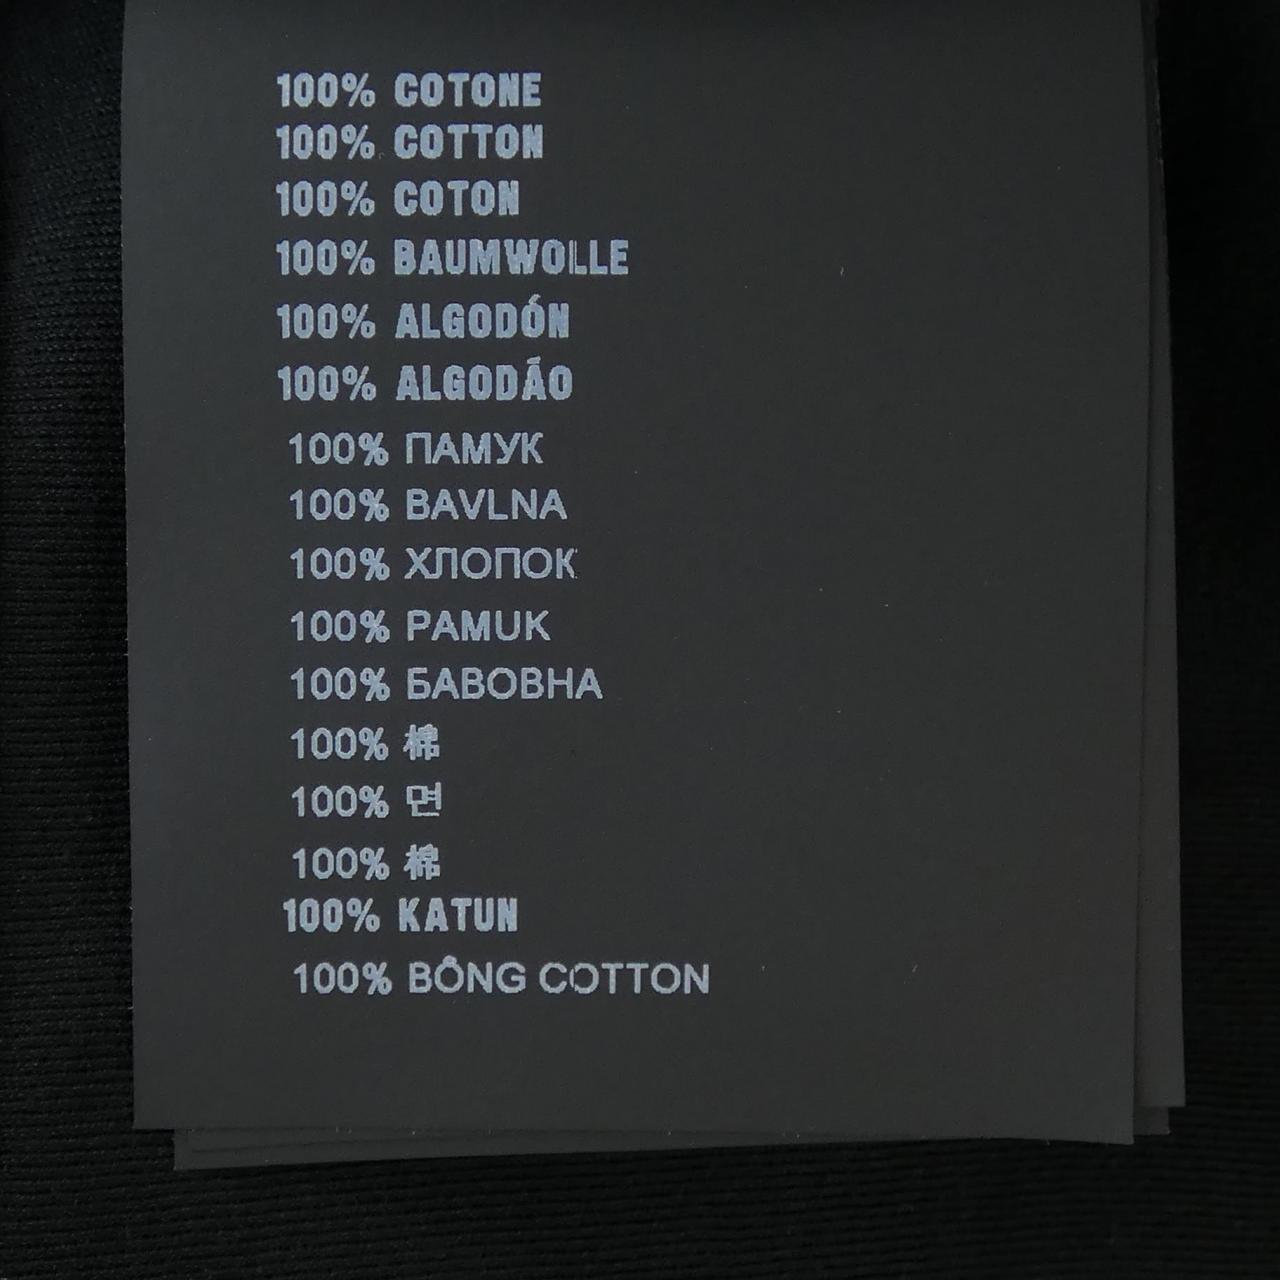 100% COTONE
100% COTTON
100% COTON
100% BAUMWOLLE
100% ALGODÓN
100% ALGODÃO
100% ПАМУК
100% BAVLNA
100% ХЛОПОК
100% PAMUK
100% БАВОВНА
100% 棉
100% 면
100% 棉
100% KATUN
100% BÔNG COTTON